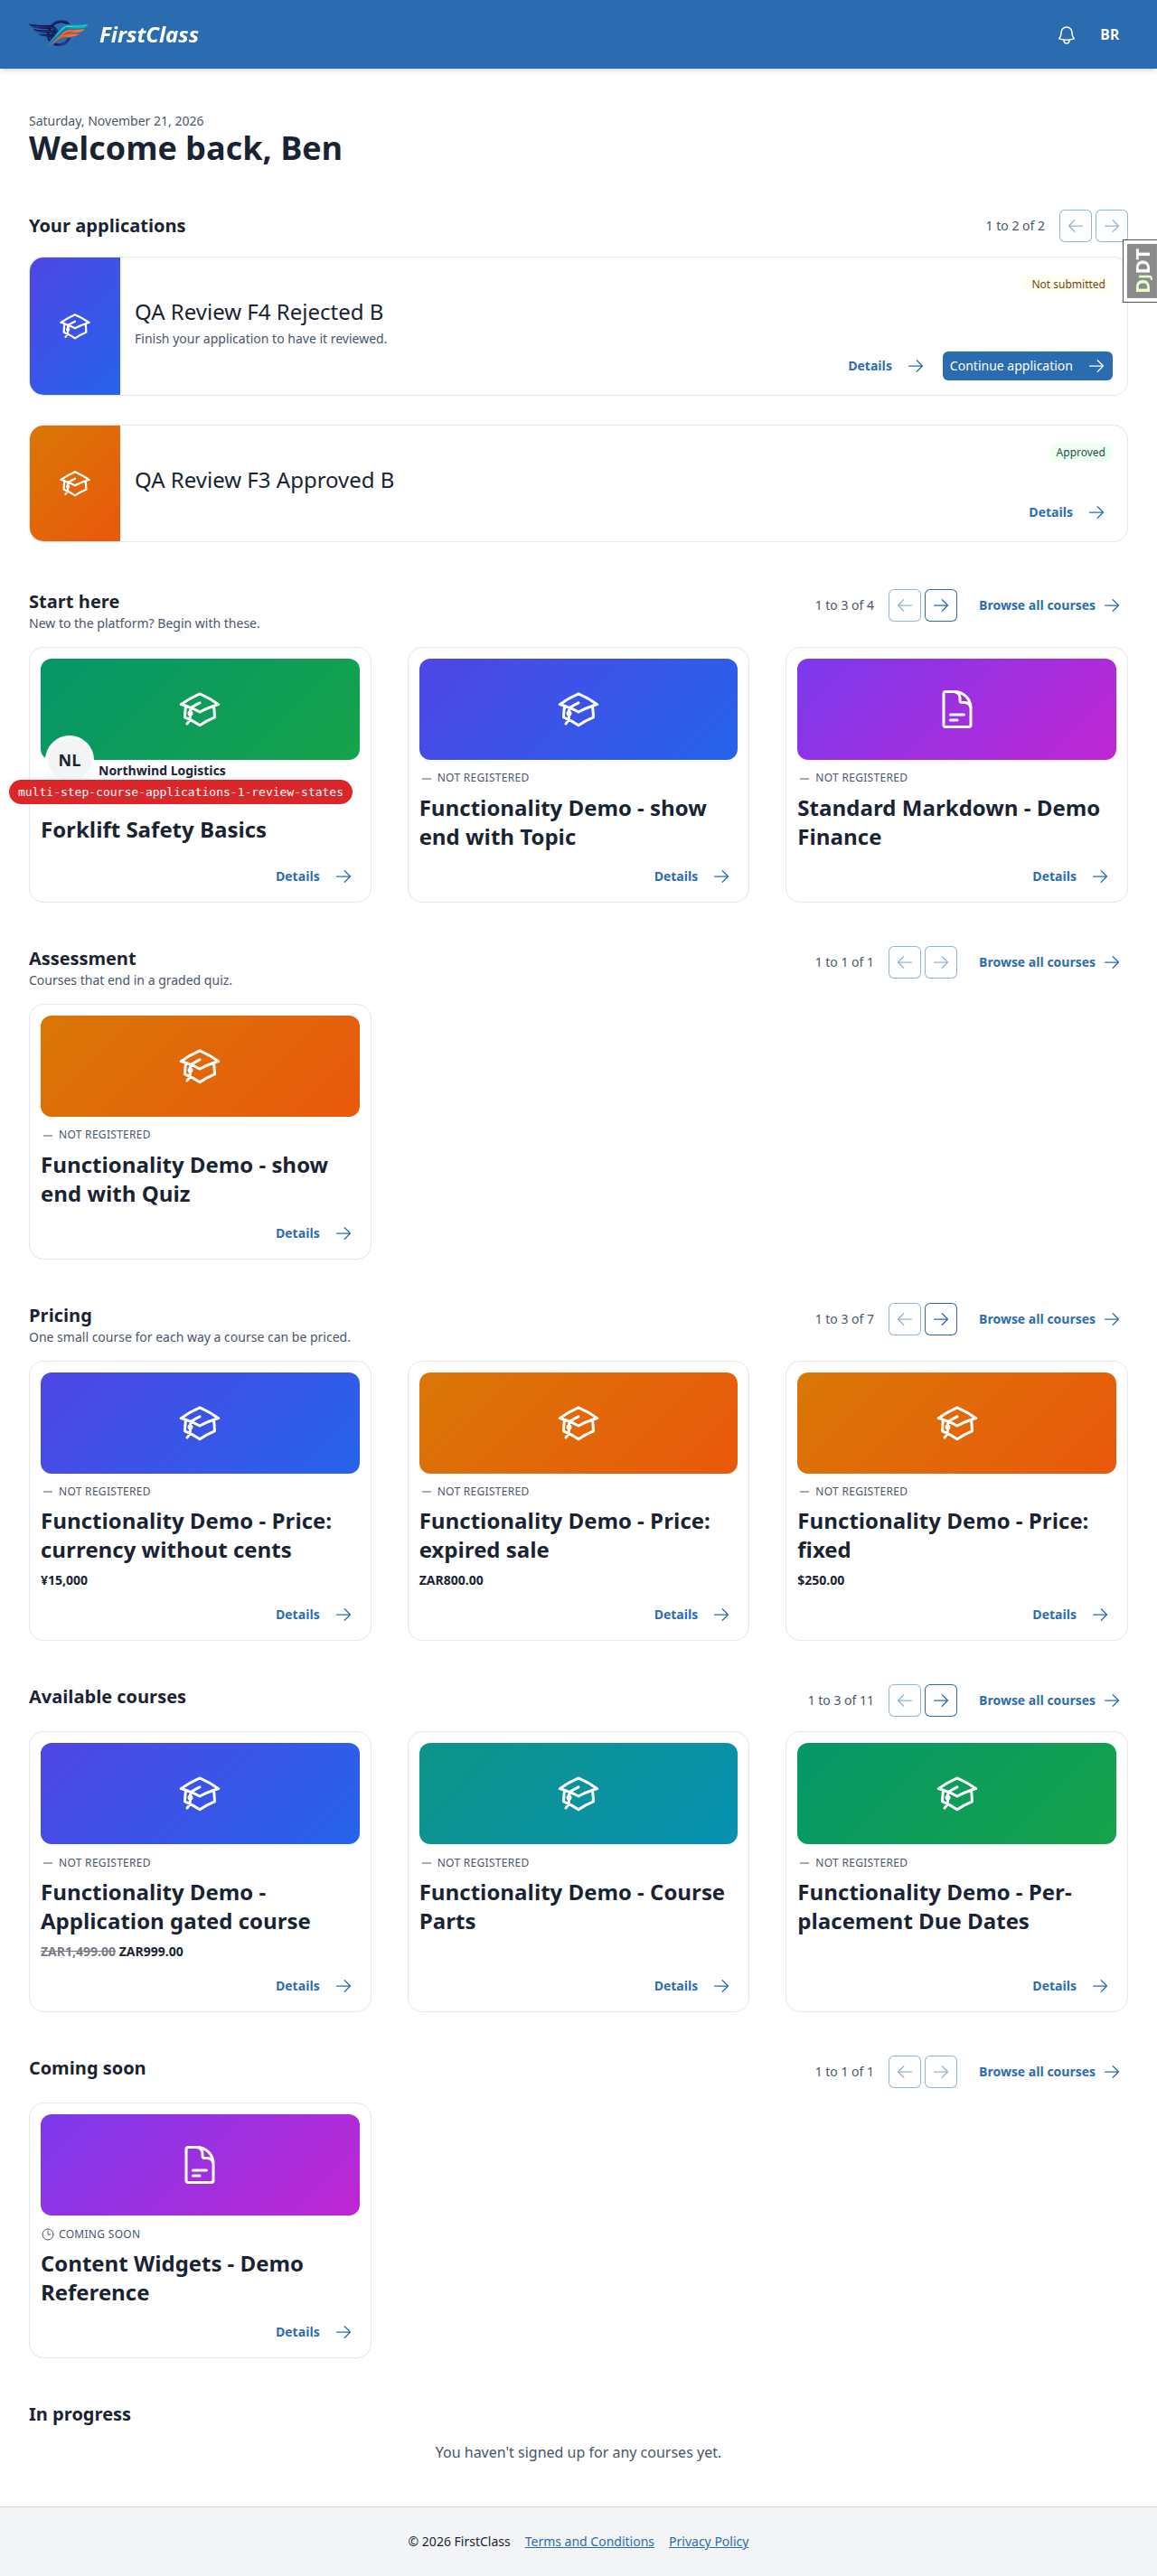 FirstClass
BR
Saturday, November 21, 2026
Welcome back, Ben
Your applications
1 to 2 of 2
DjDT
Not submitted
QA Review F4 Rejected B
Finish your application to have it reviewed.
Details
Continue application
Approved
QA Review F3 Approved B
Details
Start here
New to the platform? Begin with these.
1 to 3 of 4
Browse all courses
NL
Northwind Logistics
multi-step-course-applications-1-review-states
Forklift Safety Basics
Details
NOT REGISTERED
Functionality Demo - show
end with Topic
Details
NOT REGISTERED
Standard Markdown - Demo
Finance
Details
Assessment
Courses that end in a graded quiz.
1 to 1 of 1
Browse all courses
NOT REGISTERED
Functionality Demo - show
end with Quiz
Details
Pricing
One small course for each way a course can be priced.
1 to 3 of 7
Browse all courses
NOT REGISTERED
Functionality Demo - Price:
currency without cents
¥15,000
Details
NOT REGISTERED
Functionality Demo - Price:
expired sale
ZAR800.00
Details
NOT REGISTERED
Functionality Demo - Price:
fixed
$250.00
Details
Available courses
1 to 3 of 11
Browse all courses
NOT REGISTERED
Functionality Demo -
Application gated course
ZAR1,499.00 ZAR999.00
Details
NOT REGISTERED
Functionality Demo - Course
Parts
Details
NOT REGISTERED
Functionality Demo - Per-
placement Due Dates
Details
Coming soon
1 to 1 of 1
Browse all courses
COMING SOON
Content Widgets - Demo
Reference
Details
In progress
You haven't signed up for any courses yet.
© 2026 FirstClass Terms and Conditions Privacy Policy